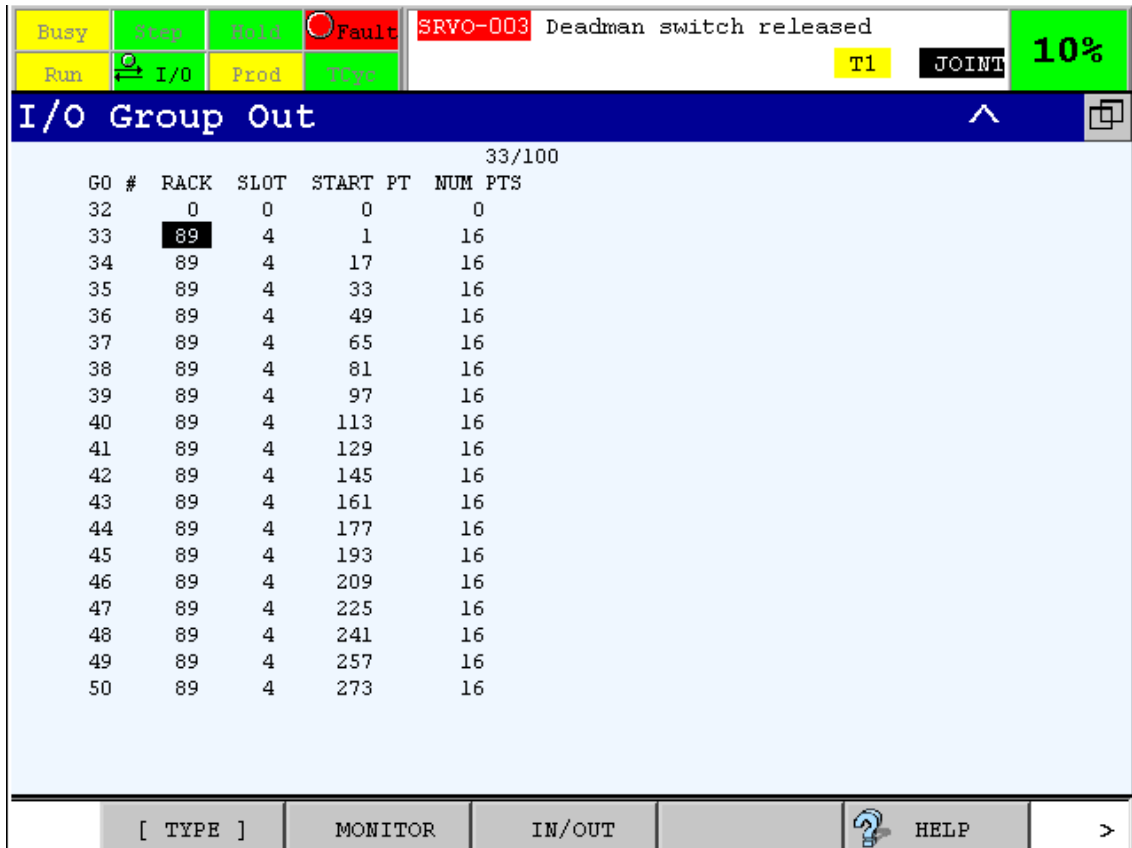 Busy Step Hold Fault SRVO-003 Deadman switch released
Run I/O Prod TCyc T1 JOINT 10%
I/O Group Out
33/100
GO # RACK SLOT START PT NUM PTS
32 0 0 0 0
33 89 4 1 16
34 89 4 17 16
35 89 4 33 16
36 89 4 49 16
37 89 4 65 16
38 89 4 81 16
39 89 4 97 16
40 89 4 113 16
41 89 4 129 16
42 89 4 145 16
43 89 4 161 16
44 89 4 177 16
45 89 4 193 16
46 89 4 209 16
47 89 4 225 16
48 89 4 241 16
49 89 4 257 16
50 89 4 273 16
[ TYPE ] MONITOR IN/OUT HELP >